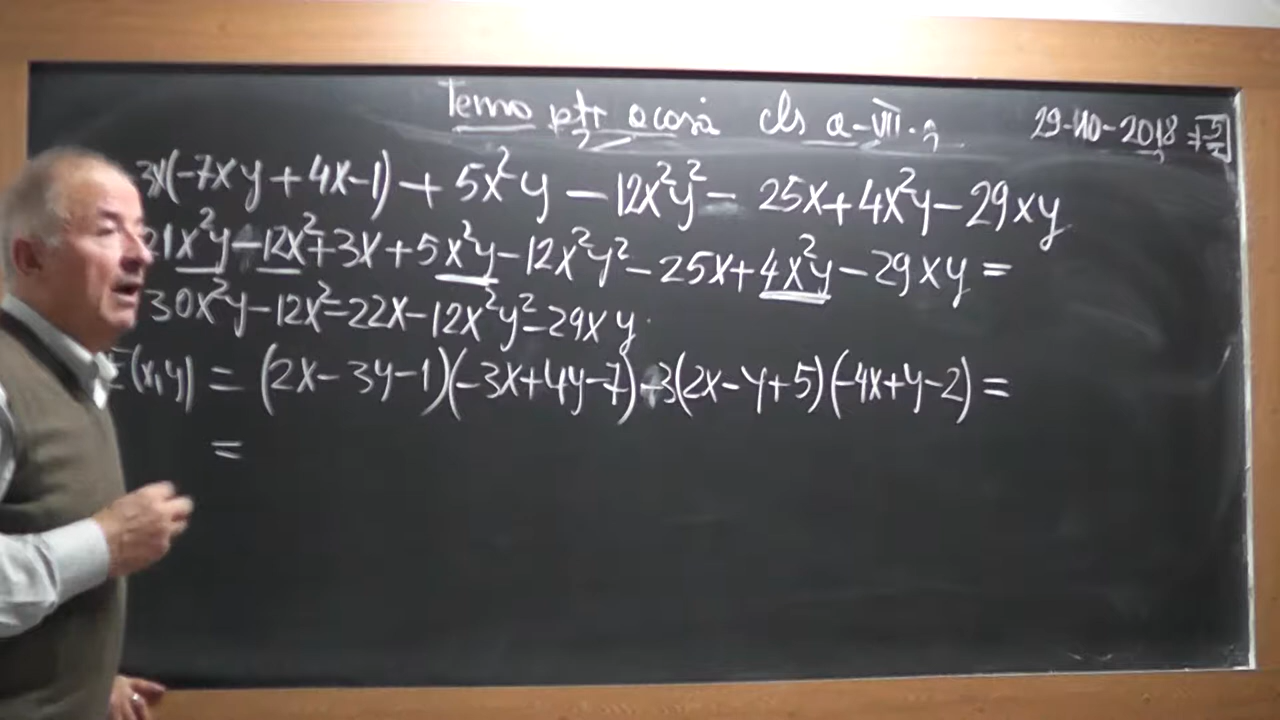 Temă ptr acasă cls a-VII-a
29-10-2018
3x(-7xy+4x-1)+5x²y-12x²y²-25x+4x²y-29xy
21x²y-12x²+3x+5x²y-12x²y²-25x+4x²y-29xy=
30x²y-12x²-22x-12x²y²-29xy.
(x,y)=(2x-3y-1)(-3x+4y-7)-3(2x-y+5)(-4x+y-2)=
=